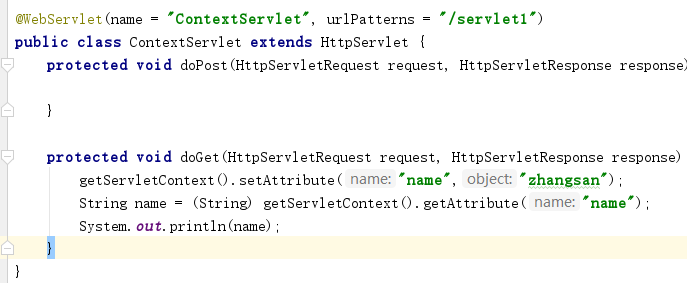 @WebServlet(name = "ContextServlet", urlPatterns = "/servlet1")
public class ContextServlet extends HttpServlet {
protected void doPost(HttpServletRequest request, HttpServletResponse response)
}
protected void doGet(HttpServletRequest request, HttpServletResponse response)
getServletContext().setAttribute( name: "name", object: "zhangsan");
String name = (String) getServletContext().getAttribute( name: "name");
System.out.println(name);
}
}